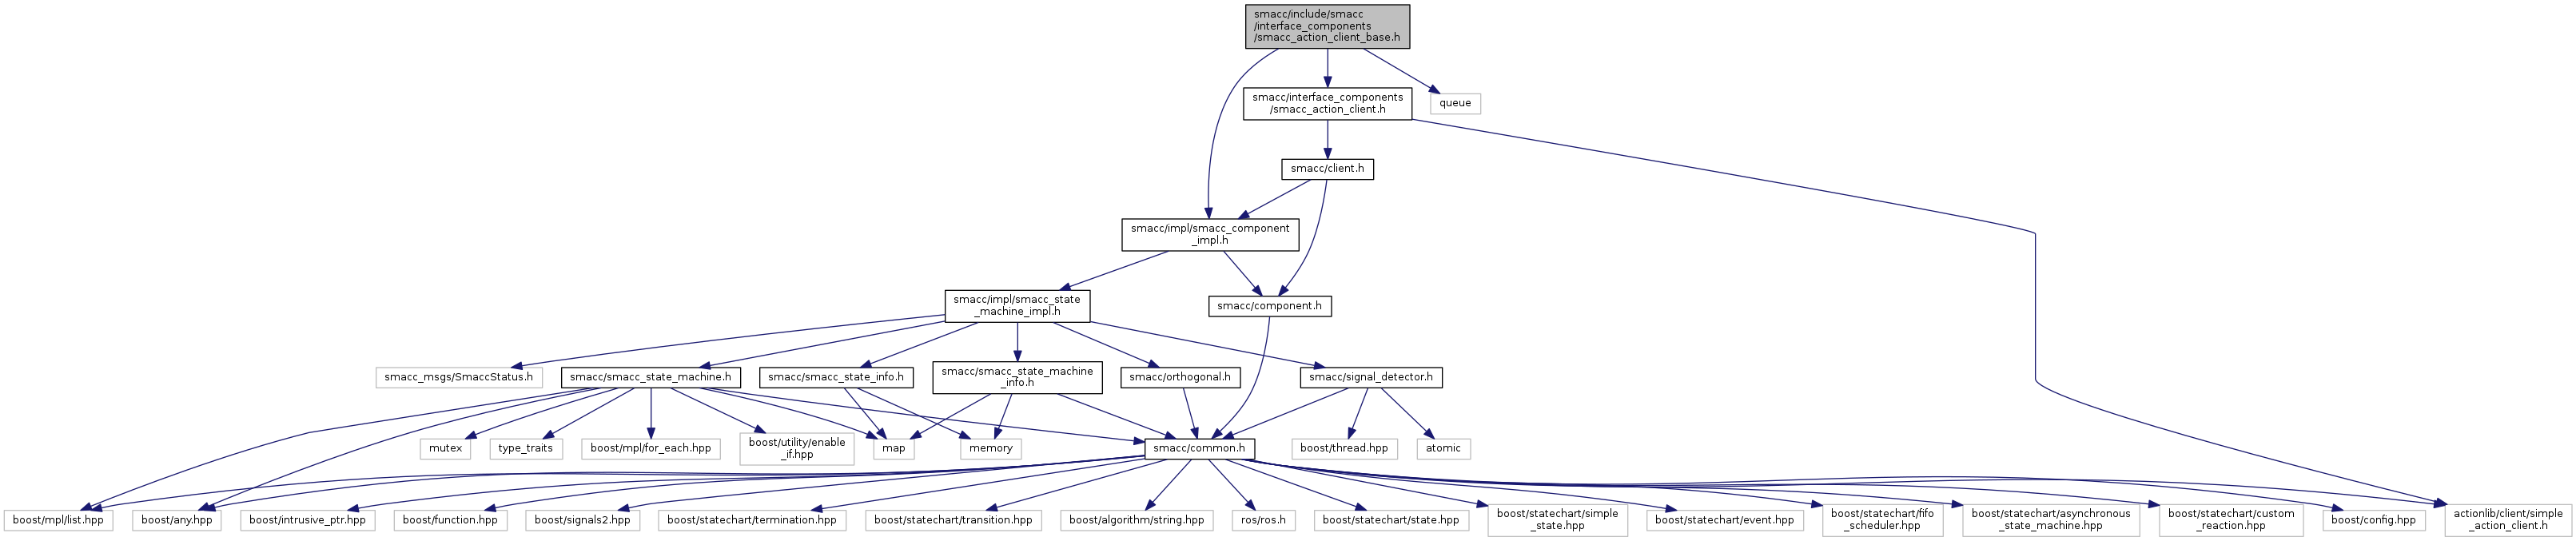 smacc/include/smacc
/interface_components
/smacc_action_client_base.h
smacc/interface_components
/smacc_action_client.h
queue
smacc/client.h
smacc/impl/smacc_component
_impl.h
smacc/impl/smacc_state
_machine_impl.h
smacc/component.h
smacc_msgs/SmaccStatus.h
smacc/smacc_state_machine.h
smacc/smacc_state_info.h
smacc/smacc_state_machine
_info.h
smacc/orthogonal.h
smacc/signal_detector.h
mutex
type_traits
boost/mpl/for_each.hpp
boost/utility/enable
_if.hpp
map
memory
smacc/common.h
boost/thread.hpp
atomic
boost/mpl/list.hpp
boost/any.hpp
boost/intrusive_ptr.hpp
boost/function.hpp
boost/signals2.hpp
boost/statechart/termination.hpp
boost/statechart/transition.hpp
boost/algorithm/string.hpp
ros/ros.h
boost/statechart/state.hpp
boost/statechart/simple
_state.hpp
boost/statechart/event.hpp
boost/statechart/fifo
_scheduler.hpp
boost/statechart/asynchronous
_state_machine.hpp
boost/statechart/custom
_reaction.hpp
boost/config.hpp
actionlib/client/simple
_action_client.h